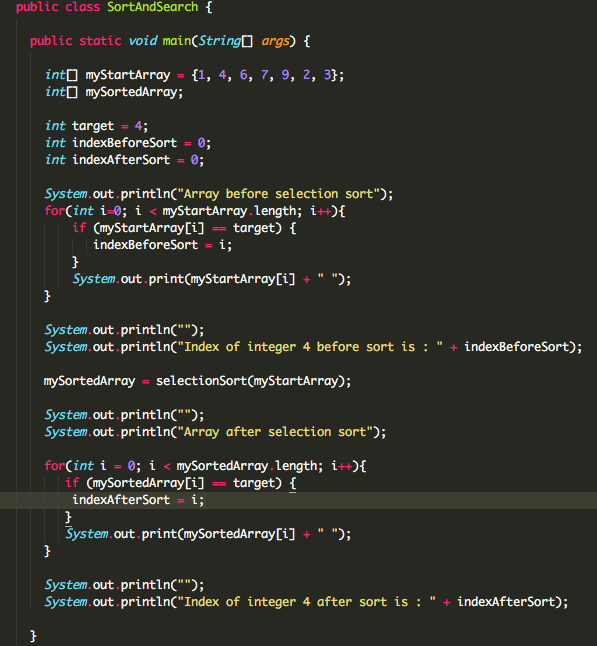 public class SortAndSearch {
public static void main(String[] args) {
int[] myStartArray = {1, 4, 6, 7, 9, 2, 3};
int[] mySortedArray;
int target = 4;
int indexBeforeSort = 0;
int indexAfterSort = 0;
System.out.println("Array before selection sort");
for(int i=0; i < myStartArray.length; i++){
if (myStartArray[i] == target) {
indexBeforeSort = i;
}
System.out.print(myStartArray[i] + " ");
}
System.out.println("");
System.out.println("Index of integer 4 before sort is : " + indexBeforeSort);
mySortedArray = selectionSort(myStartArray);
System.out.println("");
System.out.println("Array after selection sort");
for(int i = 0; i < mySortedArray.length; i++){
if (mySortedArray[i] == target) {
indexAfterSort = i;
}
System.out.print(mySortedArray[i] + " ");
}
System.out.println("");
System.out.println("Index of integer 4 after sort is : " + indexAfterSort);
}